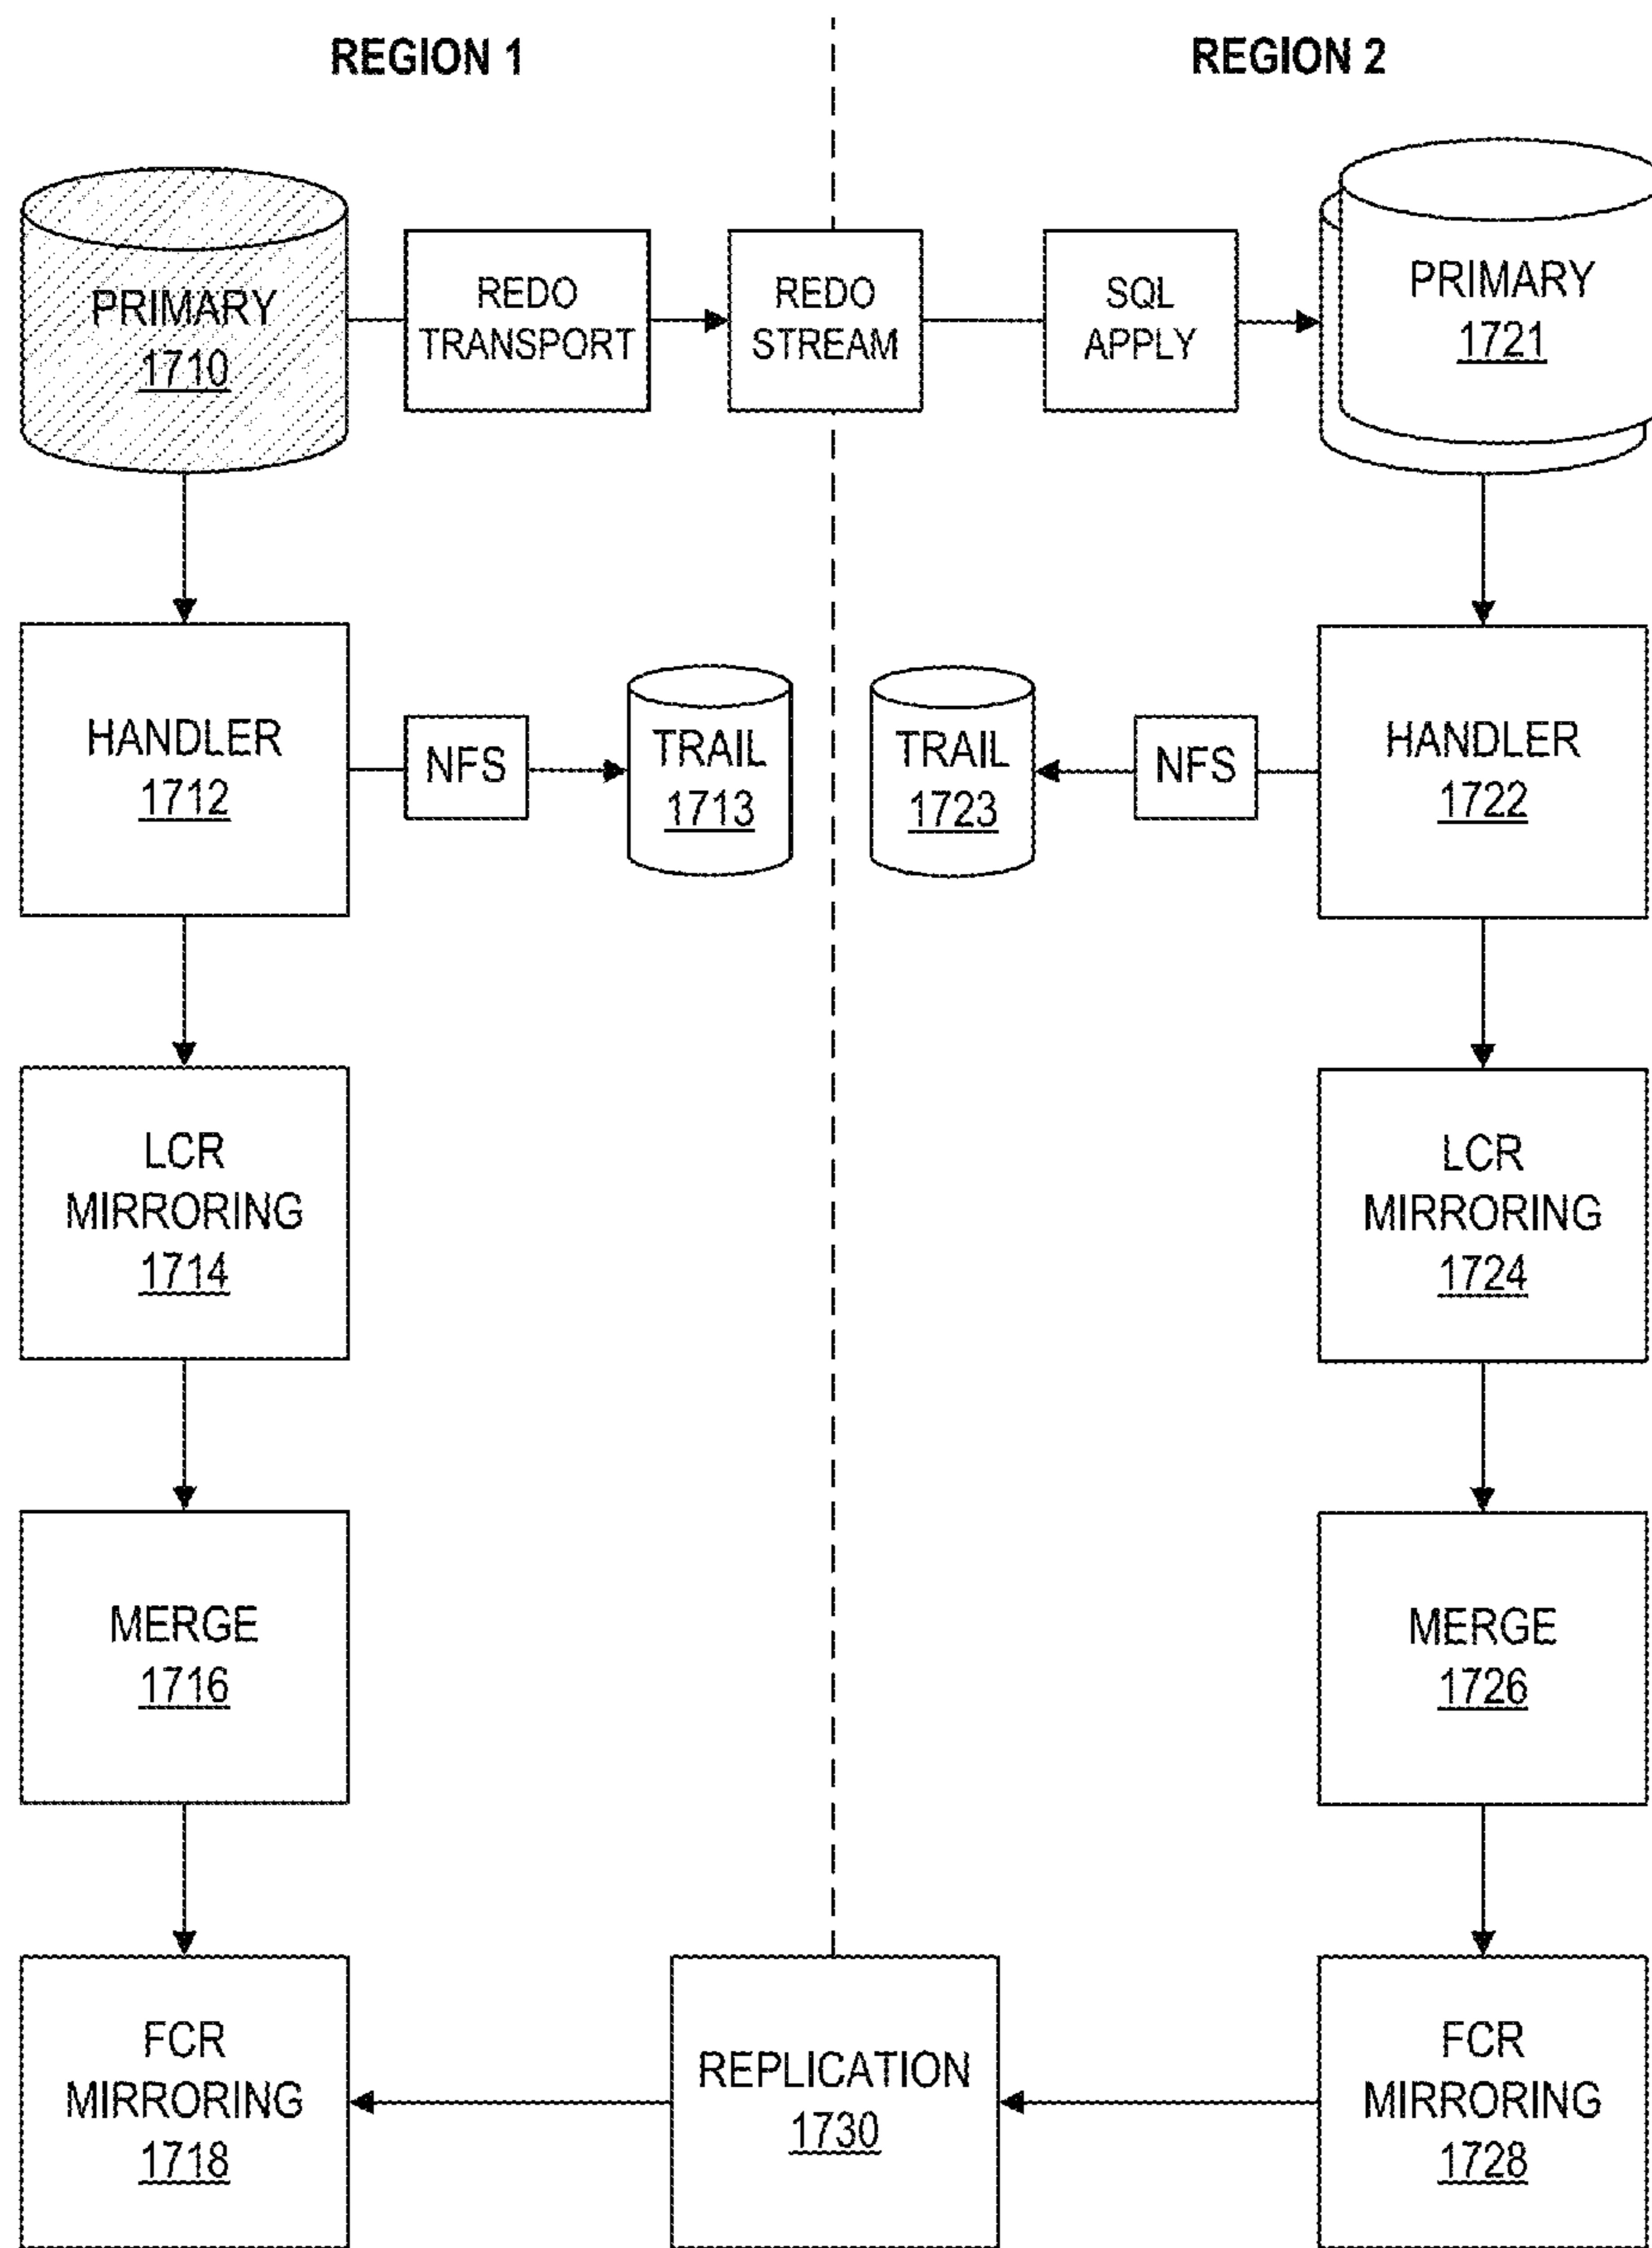 REGION 1
REGION 2
PRIMARY
1710
REDO
TRANSPORT
REDO
STREAM
SQL
APPLY
PRIMARY
1721
HANDLER
1712
NFS
TRAIL
1713
TRAIL
1723
NFS
HANDLER
1722
LCR
MIRRORING
1714
LCR
MIRRORING
1724
MERGE
1716
MERGE
1726
FCR
MIRRORING
1718
REPLICATION
1730
FCR
MIRRORING
1728